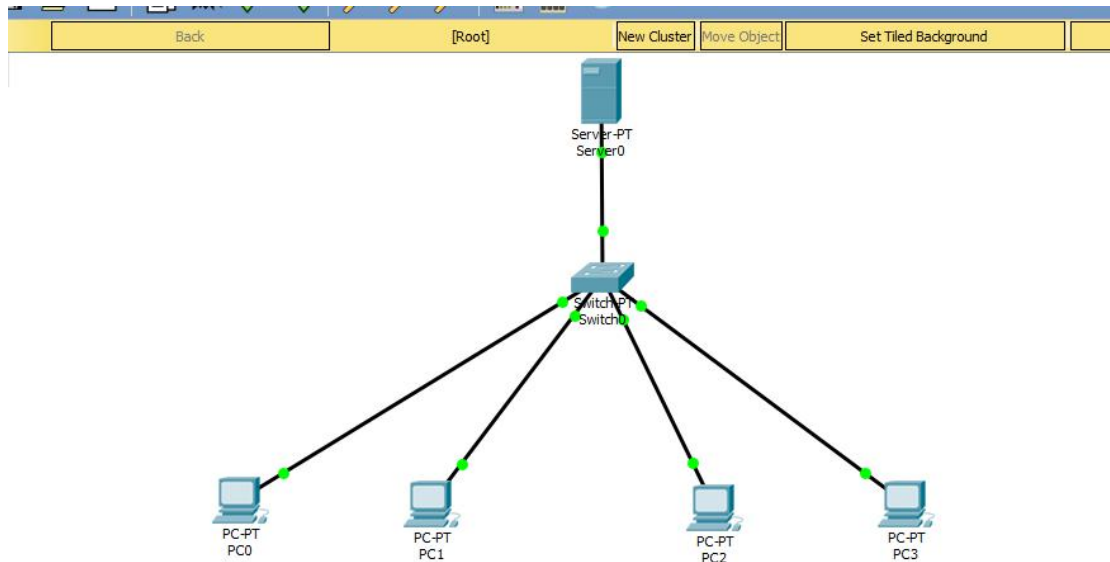 Back [Root] New Cluster Move Object Set Tiled Background
Server-PT
Server0
Switch-PT
Switch0
PC-PT
PC0
PC-PT
PC1
PC-PT
PC2
PC-PT
PC3